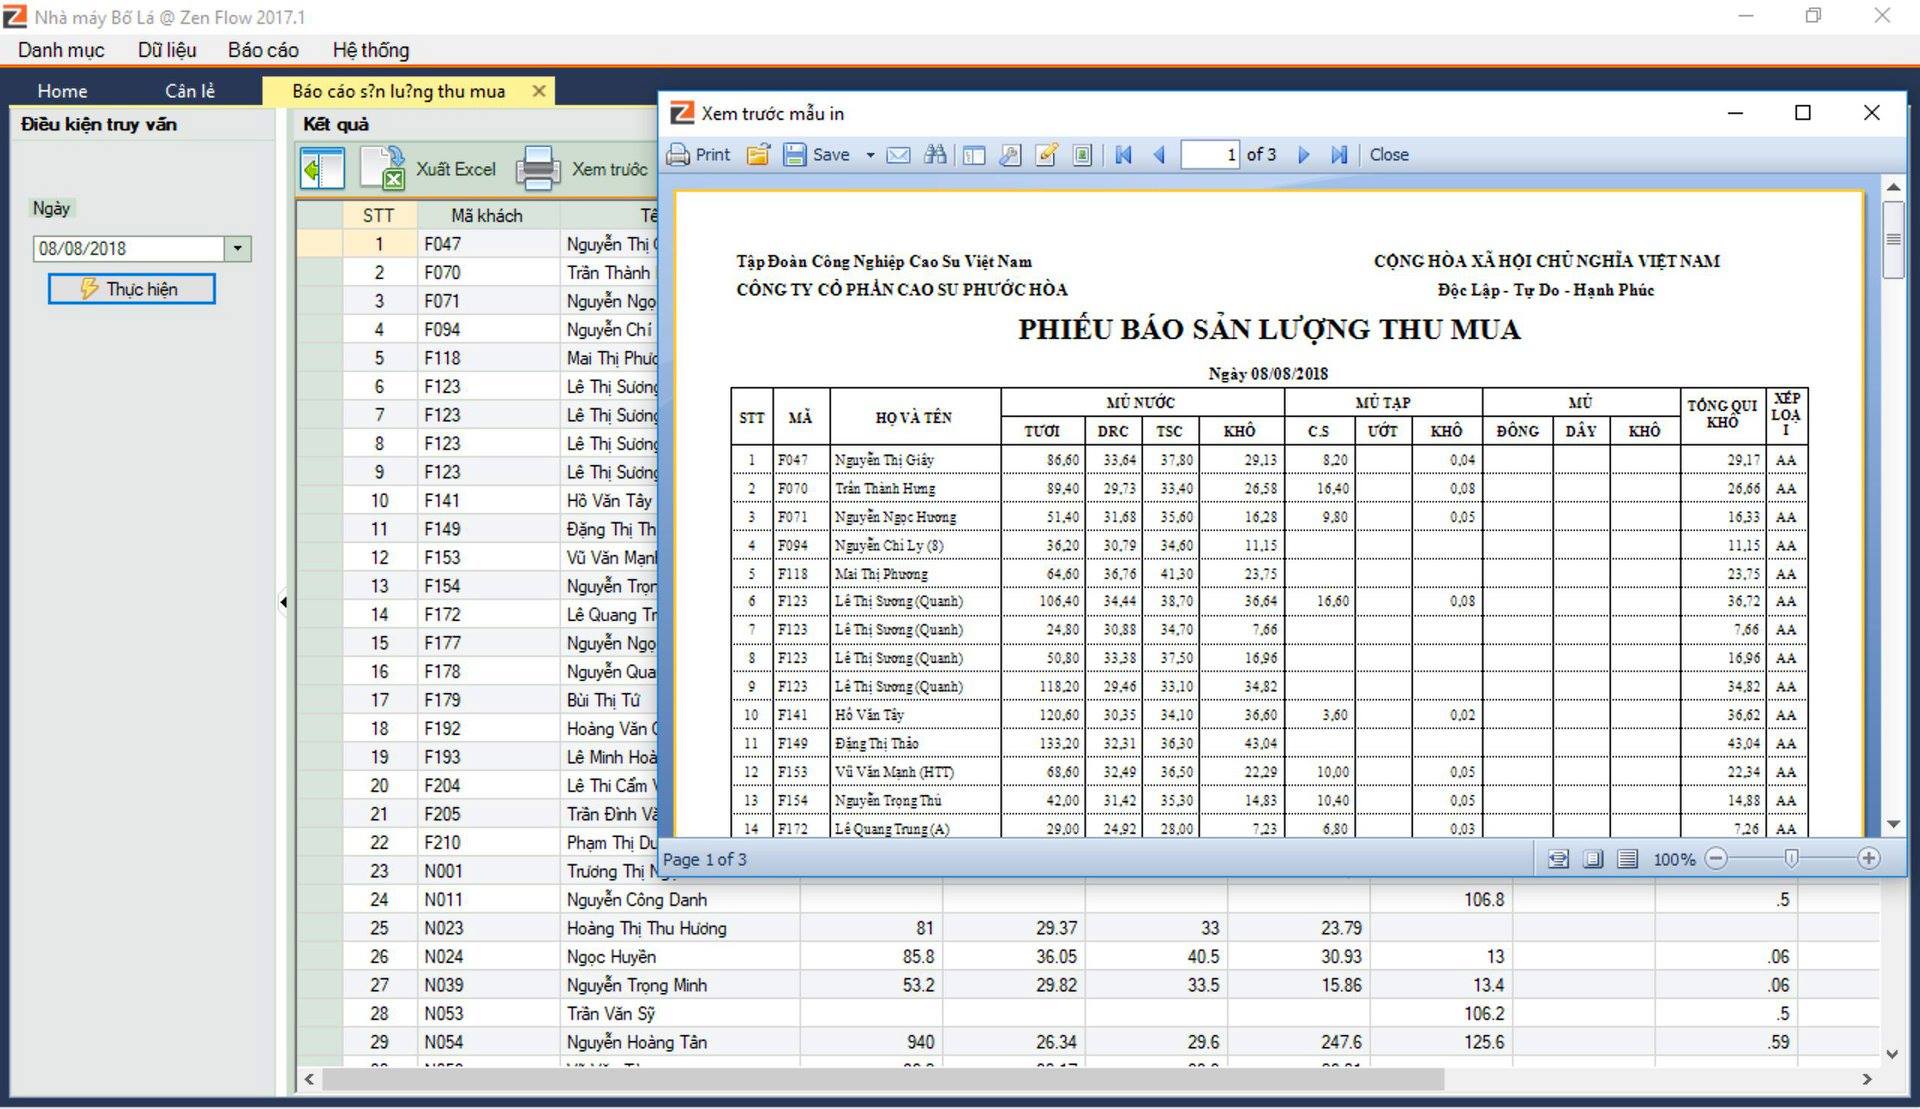 Nhà máy Bố Lá @ Zen Flow 2017.1
Danh mục Dữ liệu Báo cáo Hệ thống
Home Cân lẻ Báo cáo s?n lu?ng thu mua
Điều kiện truy vấn
Ngày
08/08/2018
Thực hiện
Kết quả
Xuất Excel Xem trước
STT Mã khách Tê
1 F047 Nguyễn Thị
2 F070 Trần Thành
3 F071 Nguyễn Ngọ
4 F094 Nguyễn Chí
5 F118 Mai Thị Phươ
6 F123 Lê Thị Sương
7 F123 Lê Thị Sương
8 F123 Lê Thị Sương
9 F123 Lê Thị Sương
10 F141 Hồ Văn Tây
11 F149 Đặng Thị Th
12 F153 Vũ Văn Mạnh
13 F154 Nguyễn Trọn
14 F172 Lê Quang Tr
15 F177 Nguyễn Ngọ
16 F178 Nguyễn Qua
17 F179 Bùi Thị Tứ
18 F192 Hoàng Văn
19 F193 Lê Minh Hoà
20 F204 Lê Thi Cẩm
21 F205 Trần Đình Vă
22 F210 Phạm Thị Du
23 N001 Trương Thị
24 N011 Nguyễn Công Danh 106.8 .5
25 N023 Hoàng Thị Thu Hương 81 29.37 33 23.79
26 N024 Ngọc Huyền 85.8 36.05 40.5 30.93 13 .06
27 N039 Nguyễn Trọng Minh 53.2 29.82 33.5 15.86 13.4 .06
28 N053 Trần Văn Sỹ 106.2 .5
29 N054 Nguyễn Hoàng Tân 940 26.34 29.6 247.6 125.6 .59
Xem trước mẫu in
Print Save 1 of 3 Close
Tập Đoàn Công Nghiệp Cao Su Việt Nam CỘNG HÒA XÃ HỘI CHỦ NGHĨA VIỆT NAM
CÔNG TY CỔ PHẦN CAO SU PHƯỚC HÒA Độc Lập - Tự Do - Hạnh Phúc
PHIẾU BÁO SẢN LƯỢNG THU MUA
Ngày 08/08/2018
STT MÃ HỌ VÀ TÊN MỦ NƯỚC MỦ TẠP MỦ TỔNG QUI KHÔ XẾP LOẠI
TƯƠI DRC TSC KHÔ C.S ƯỚT KHÔ ĐÔNG DÂY KHÔ
1 F047 Nguyễn Thị Giây 86,60 33,64 37,80 29,13 8,20 0,04 29,17 AA
2 F070 Trần Thành Hưng 89,40 29,73 33,40 26,58 16,40 0,08 26,66 AA
3 F071 Nguyễn Ngọc Hương 51,40 31,68 35,60 16,28 9,80 0,05 16,33 AA
4 F094 Nguyễn Chí Ly (8) 36,20 30,79 34,60 11,15 11,15 AA
5 F118 Mai Thị Phương 64,60 36,76 41,30 23,75 23,75 AA
6 F123 Lê Thị Sương (Quanh) 106,40 34,44 38,70 36,64 16,60 0,08 36,72 AA
7 F123 Lê Thị Sương (Quanh) 24,80 30,88 34,70 7,66 7,66 AA
8 F123 Lê Thị Sương (Quanh) 50,80 33,38 37,50 16,96 16,96 AA
9 F123 Lê Thị Sương (Quanh) 118,20 29,46 33,10 34,82 34,82 AA
10 F141 Hồ Văn Tây 120,60 30,35 34,10 36,60 3,60 0,02 36,62 AA
11 F149 Đặng Thị Thảo 133,20 32,31 36,30 43,04 43,04 AA
12 F153 Vũ Văn Mạnh (HTT) 68,60 32,49 36,50 22,29 10,00 0,05 22,34 AA
13 F154 Nguyễn Trọng Thủ 42,00 31,42 35,30 14,83 10,40 0,05 14,88 AA
14 F172 Lê Quang Trung (A) 29,00 24,92 28,00 7,23 6,80 0,03 7,26 AA
Page 1 of 3 100%